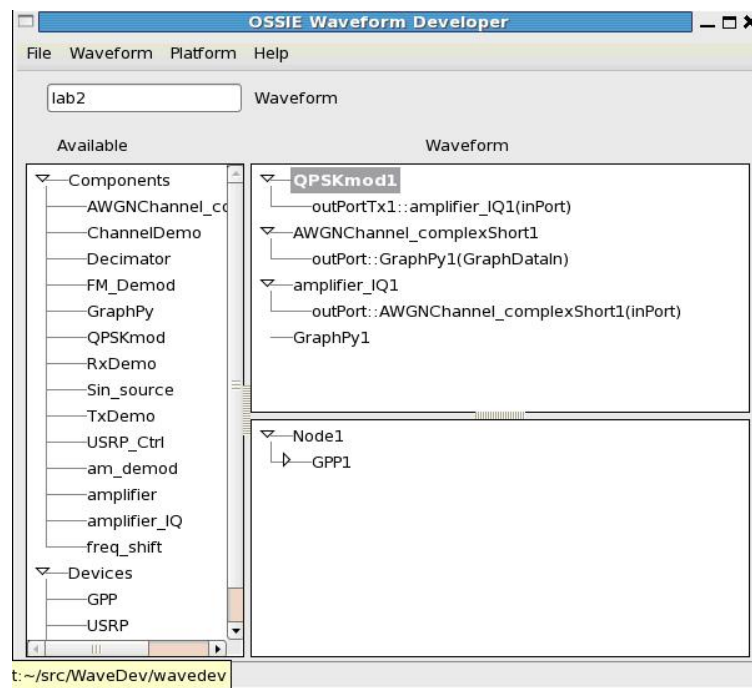 OSSIE Waveform Developer
File Waveform Platform Help
lab2 Waveform
Available
Components
AWGNChannel_co
ChannelDemo
Decimator
FM_Demod
GraphPy
QPSKmod
RxDemo
Sin_source
TxDemo
USRP_Ctrl
am_demod
amplifier
amplifier_IQ
freq_shift
Devices
GPP
USRP
Waveform
QPSKmod1
outPortTx1::amplifier_IQ1(inPort)
AWGNChannel_complexShort1
outPort::GraphPy1(GraphDataIn)
amplifier_IQ1
outPort::AWGNChannel_complexShort1(inPort)
GraphPy1
Node1
GPP1
t:~/src/WaveDev/wavedev